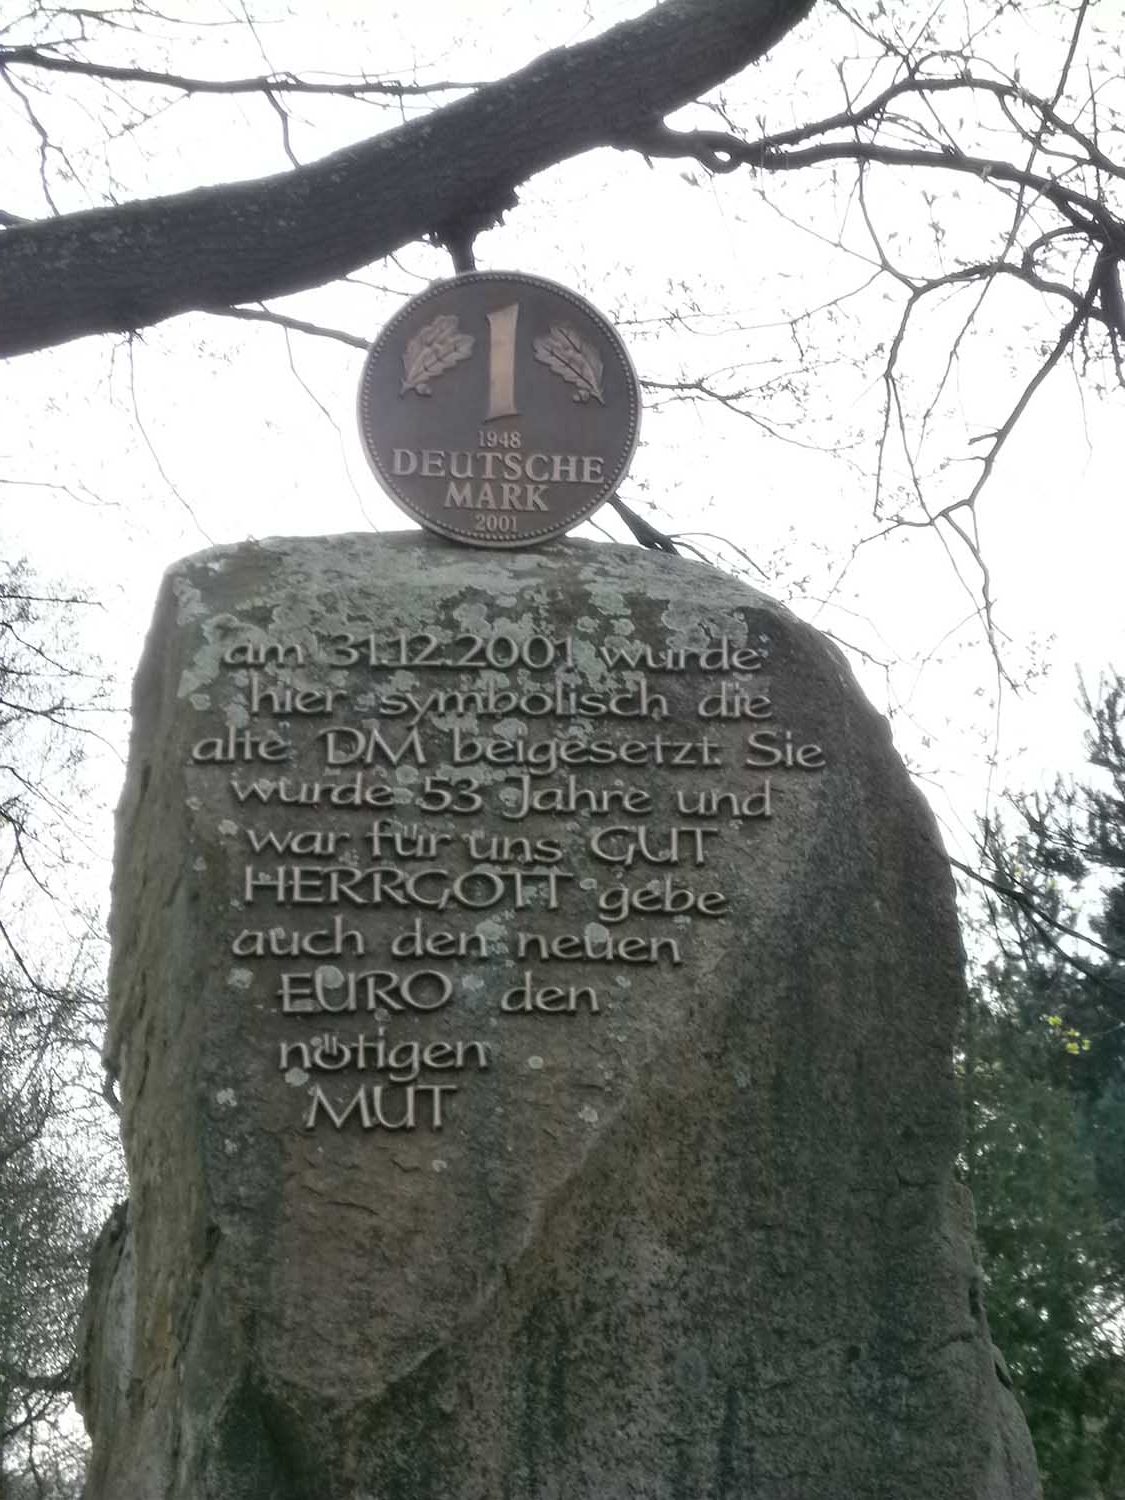 1
1948
DEUTSCHE
MARK
2001
am 31.12.2001 wurde
hier symbolisch die
alte DM beigesetzt. Sie
wurde 53 Jahre und
war für uns GUT
HERRGOTT gebe
auch den neuen
EURO den
nötigen
MUT